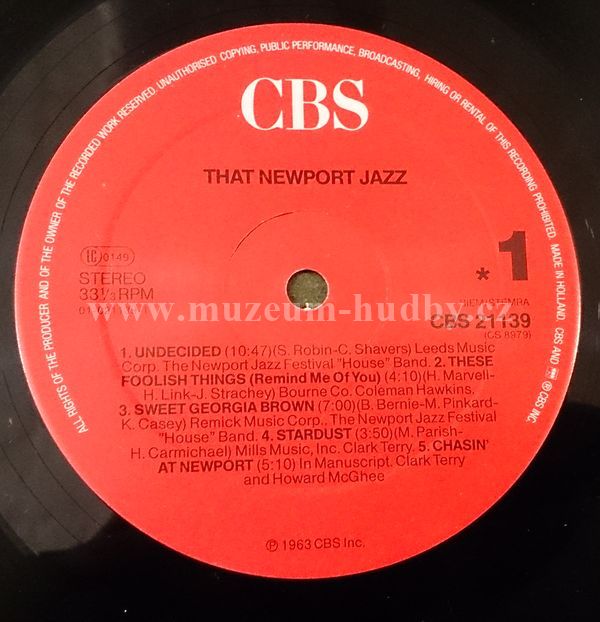 ALL RIGHTS OF THE PRODUCER AND OF THE OWNER OF THE RECORDED WORK RESERVED. UNAUTHORISED COPYING, PUBLIC PERFORMANCE, BROADCASTING, HIRING OR RENTAL OF THIS RECORDING PROHIBITED. MADE IN HOLLAND. CBS AND ℗ CBS INC.
CBS
THAT NEWPORT JAZZ
LC 0149
STEREO
33⅓ RPM
* 1
BIEM/STEMRA
CBS 21139
(CS 8979)
www.muzeum-hudby.cz
1. UNDECIDED (10:47)(S. Robin-C. Shavers) Leeds Music
Corp. The Newport Jazz Festival "House" Band. 2. THESE
FOOLISH THINGS (Remind Me Of You) (4:10)(H. Marveli-
H. Link-J. Strachey) Bourne Co. Coleman Hawkins.
3. SWEET GEORGIA BROWN (7:00)(B. Bernie-M. Pinkard-
K. Casey) Remick Music Corp. The Newport Jazz Festival
"House" Band. 4. STARDUST (3:50)(M. Parish-
H. Carmichael) Mills Music, Inc. Clark Terry. 5. CHASIN'
AT NEWPORT (5:10) In Manuscript. Clark Terry
and Howard McGhee
℗ 1963 CBS Inc.